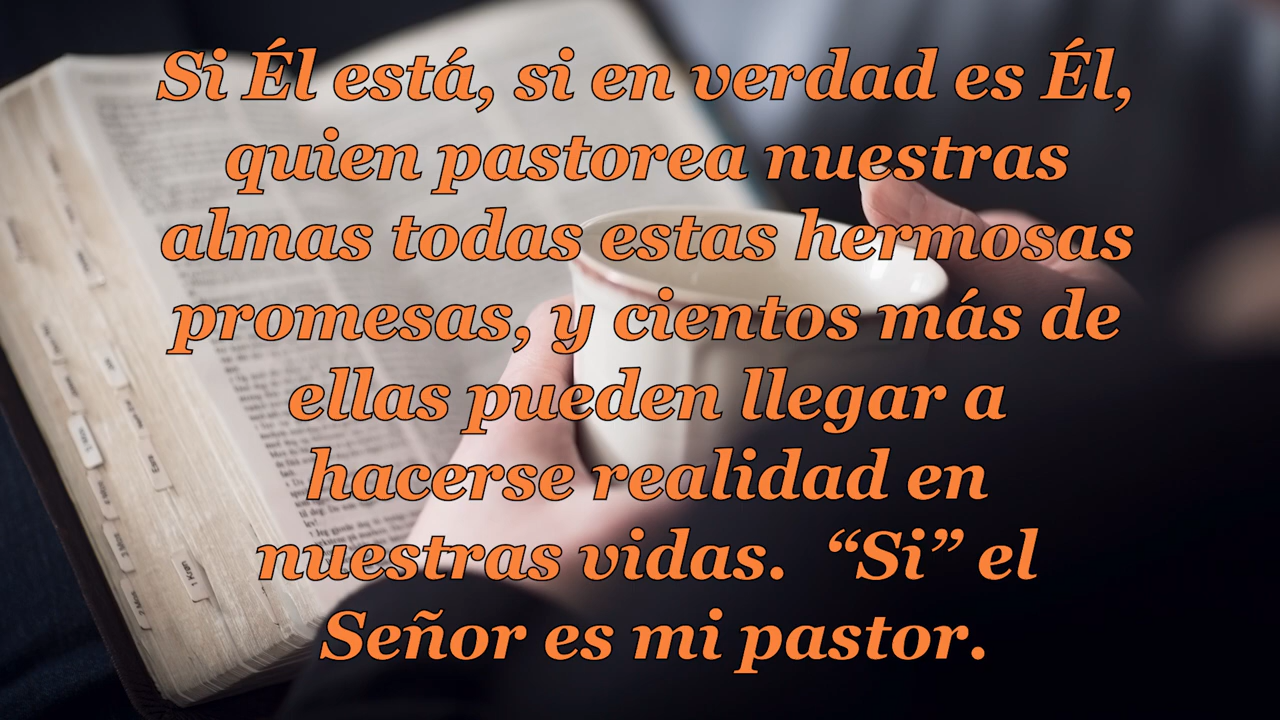 Si Él está, si en verdad es Él,
quien pastorea nuestras
almas todas estas hermosas
promesas, y cientos más de
ellas pueden llegar a
hacerse realidad en
nuestras vidas.  “Si” el
Señor es mi pastor.